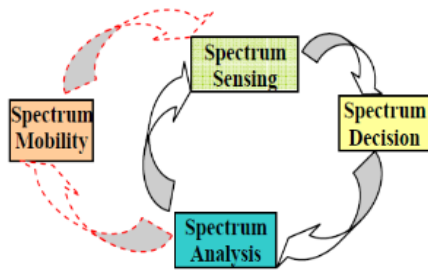 Spectrum
Sensing
Spectrum
Mobility
Spectrum
Decision
Spectrum
Analysis